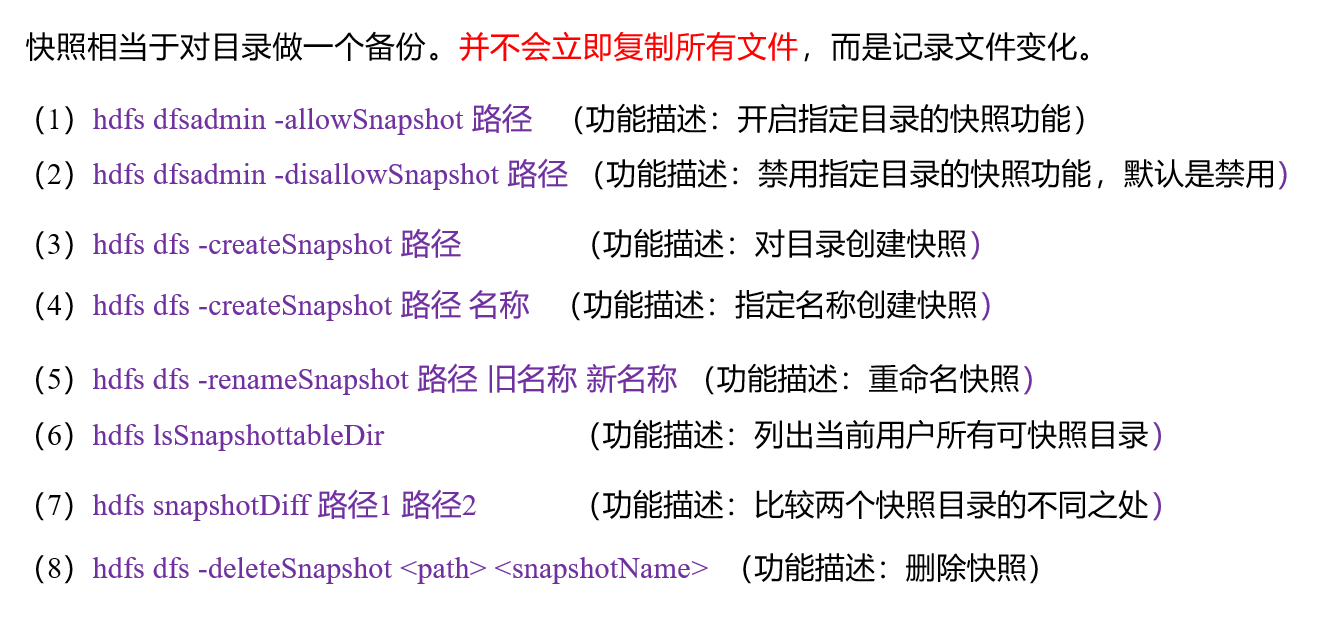 快照相当于对目录做一个备份。并不会立即复制所有文件，而是记录文件变化。
（1）hdfs dfsadmin -allowSnapshot 路径 （功能描述：开启指定目录的快照功能）
（2）hdfs dfsadmin -disallowSnapshot 路径 （功能描述：禁用指定目录的快照功能，默认是禁用)
（3）hdfs dfs -createSnapshot 路径 （功能描述：对目录创建快照)
（4）hdfs dfs -createSnapshot 路径 名称 （功能描述：指定名称创建快照)
（5）hdfs dfs -renameSnapshot 路径 旧名称 新名称 （功能描述：重命名快照)
（6）hdfs lsSnapshottableDir （功能描述：列出当前用户所有可快照目录)
（7）hdfs snapshotDiff 路径1 路径2 （功能描述：比较两个快照目录的不同之处)
（8）hdfs dfs -deleteSnapshot <path> <snapshotName> （功能描述：删除快照）